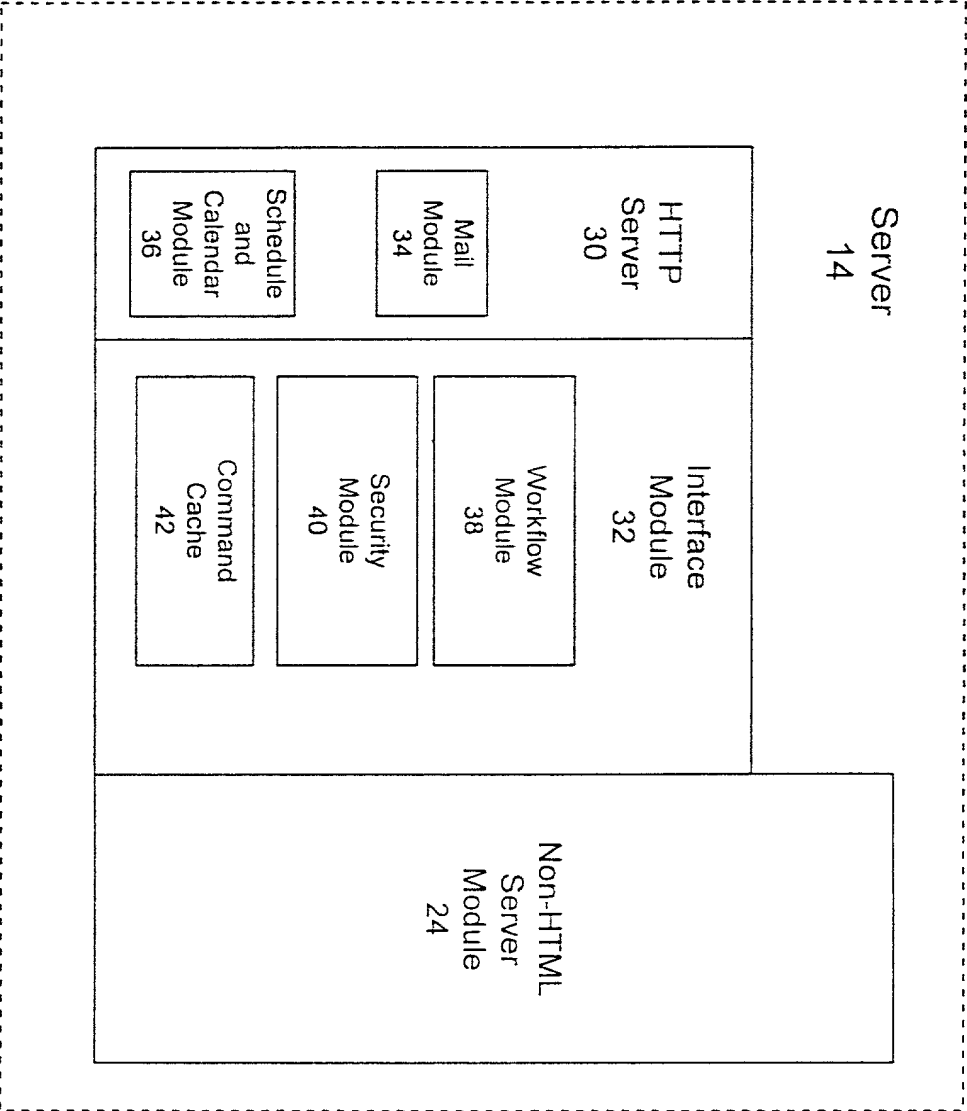 Server
14
HTTP
Server
30
Mail
Module
34
Schedule
and
Calendar
Module
36
Interface
Module
32
Workflow
Module
38
Security
Module
40
Command
Cache
42
Non-HTML
Server
Module
24